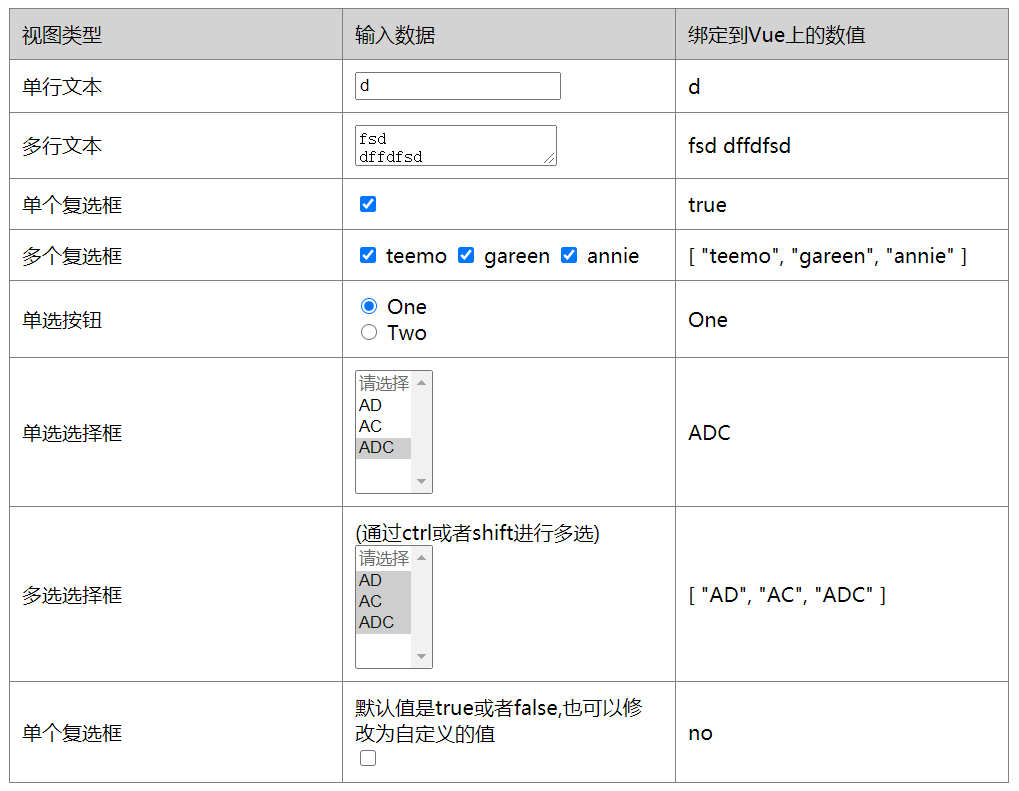 视图类型 输入数据 绑定到Vue上的数值
单行文本 d d
多行文本 fsd
dffdfsd fsd dffdfsd
单个复选框 true
多个复选框 teemo gareen annie [ "teemo", "gareen", "annie" ]
单选按钮 One
Two One
单选选择框 请选择
AD
AC
ADC ADC
多选选择框 (通过ctrl或者shift进行多选)
请选择
AD
AC
ADC [ "AD", "AC", "ADC" ]
单个复选框 默认值是true或者false,也可以修
改为自定义的值 no